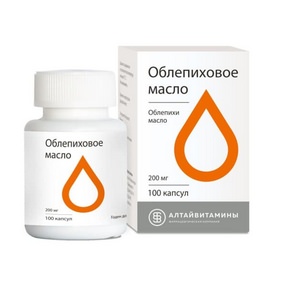 Облепиховое
масло
200 мг
100 капсул
Облепиховое
масло
Облепихи
масло
200 мг
100 капсул
АЛТАЙВИТАМИНЫ